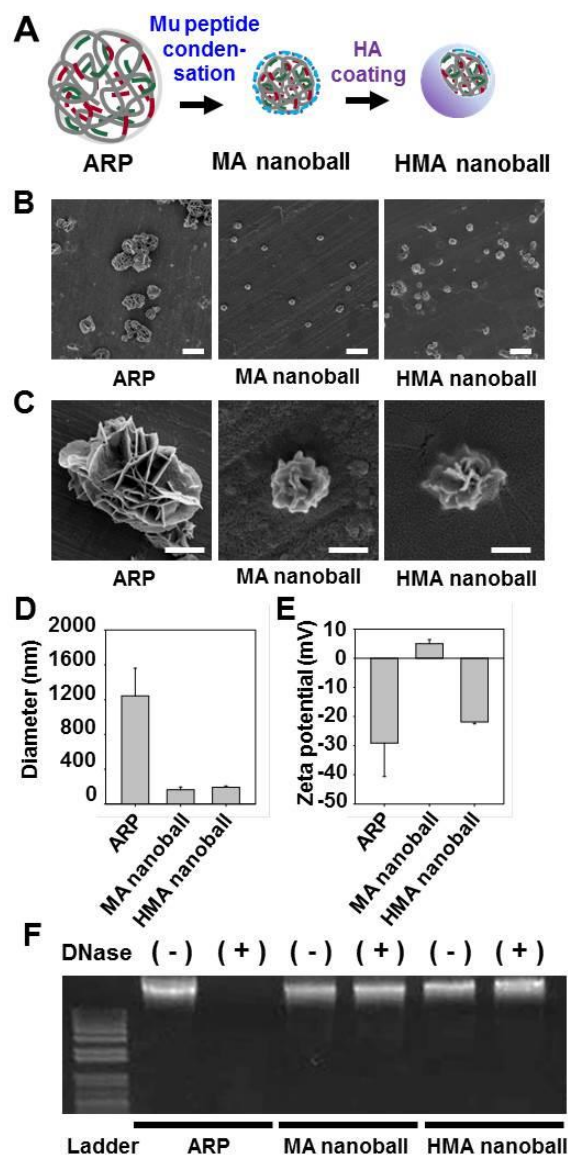 A
Mu peptide
conden-
sation
HA
coating
ARP
MA nanoball
HMA nanoball
B
ARP
MA nanoball
HMA nanoball
C
ARP
MA nanoball
HMA nanoball
D
2000
1600
1200
800
400
0
Diameter (nm)
ARP
MA nanoball
HMA nanoball
E
10
0
-10
-20
-30
-40
-50
Zeta potential (mV)
ARP
MA nanoball
HMA nanoball
F
DNase ( - ) ( + ) ( - ) ( + ) ( - ) ( + )
Ladder ARP MA nanoball HMA nanoball